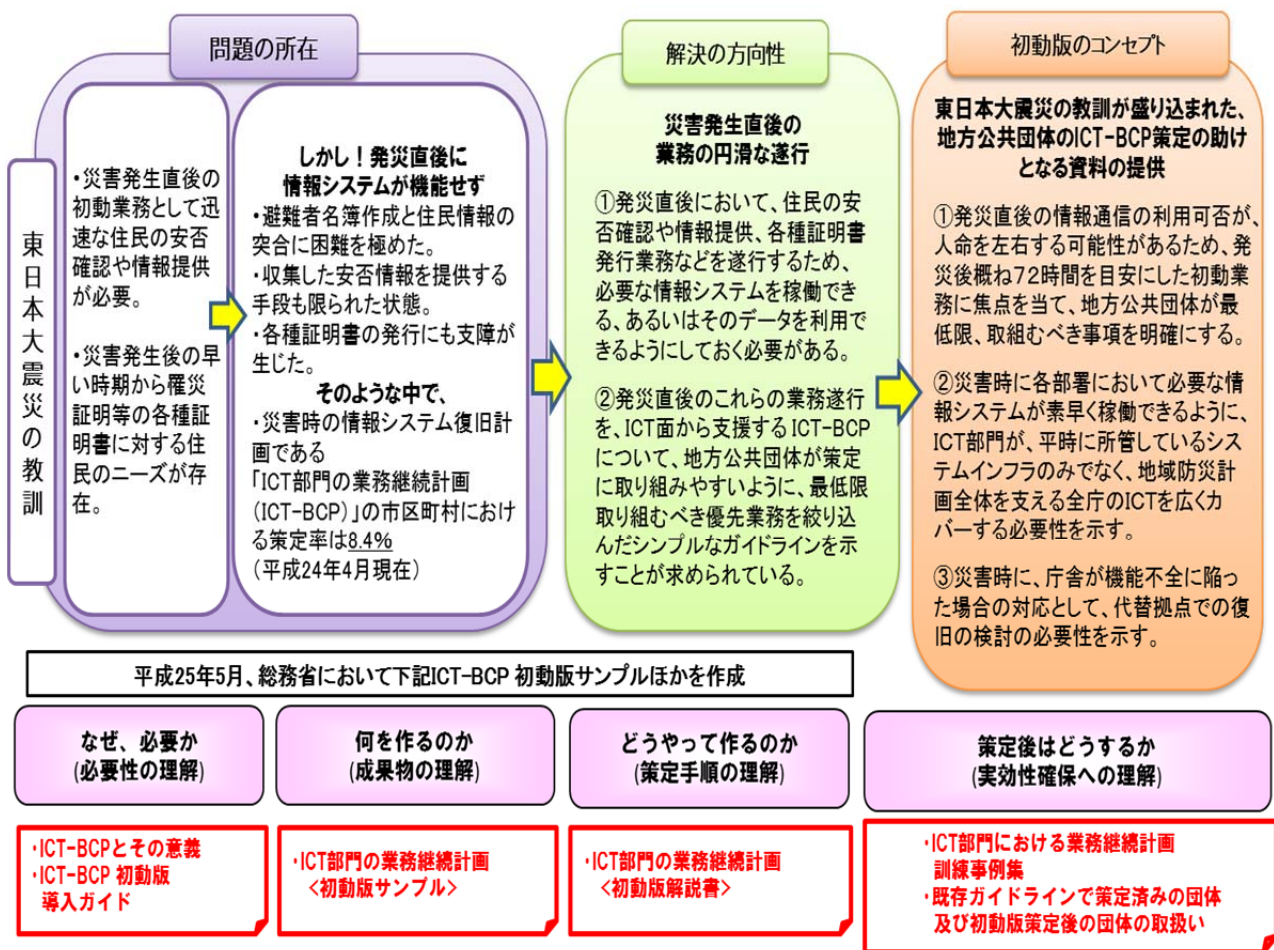 東日本大震災の教訓
問題の所在
・災害発生直後の
初動業務として迅
速な住民の安否
確認や情報提供
が必要。
・災害発生後の早
い時期から罹災
証明等の各種証
明書に対する住
民のニーズが存
在。
しかし！発災直後に
情報システムが機能せず
・避難者名簿作成と住民情報の
突合に困難を極めた。
・収集した安否情報を提供する
手段も限られた状態。
・各種証明書の発行にも支障が
生じた。
そのような中で、
・災害時の情報システム復旧計
画である
「ICT部門の業務継続計画
(ICT-BCP)」の市区町村におけ
る策定率は8.4%
(平成24年4月現在)
解決の方向性
災害発生直後の
業務の円滑な遂行
①発災直後において、住民の安
否確認や情報提供、各種証明書
発行業務などを遂行するため、
必要な情報システムを稼働でき
る、あるいはそのデータを利用で
きるようにしておく必要がある。
②発災直後のこれらの業務遂行
を、ICT面から支援するICT-BCP
について、地方公共団体が策定
に取り組みやすいように、最低限
取り組むべき優先業務を絞り込
んだシンプルなガイドラインを示
すことが求められている。
初動版のコンセプト
東日本大震災の教訓が盛り込まれた、
地方公共団体のICT-BCP策定の助け
となる資料の提供
①発災直後の情報通信の利用可否が、
人命を左右する可能性があるため、発
災後概ね72時間を目安にした初動業
務に焦点を当て、地方公共団体が最
低限、取組むべき事項を明確にする。
②災害時に各部署において必要な情
報システムが素早く稼働できるように、
ICT部門が、平時に所管しているシス
テムインフラのみでなく、地域防災計
画全体を支える全庁のICTを広くカ
バーする必要性を示す。
③災害時に、庁舎が機能不全に陥っ
た場合の対応として、代替拠点での復
旧の検討の必要性を示す。
平成25年5月、総務省において下記ICT-BCP 初動版サンプルほかを作成
なぜ、必要か
(必要性の理解)
・ICT-BCPとその意義
・ICT-BCP 初動版
導入ガイド
何を作るのか
(成果物の理解)
・ICT部門の業務継続計画
<初動版サンプル>
どうやって作るのか
(策定手順の理解)
・ICT部門の業務継続計画
<初動版解説書>
策定後はどうするか
(実効性確保への理解)
・ICT部門における業務継続計画
訓練事例集
・既存ガイドラインで策定済みの団体
及び初動版策定後の団体の取扱い